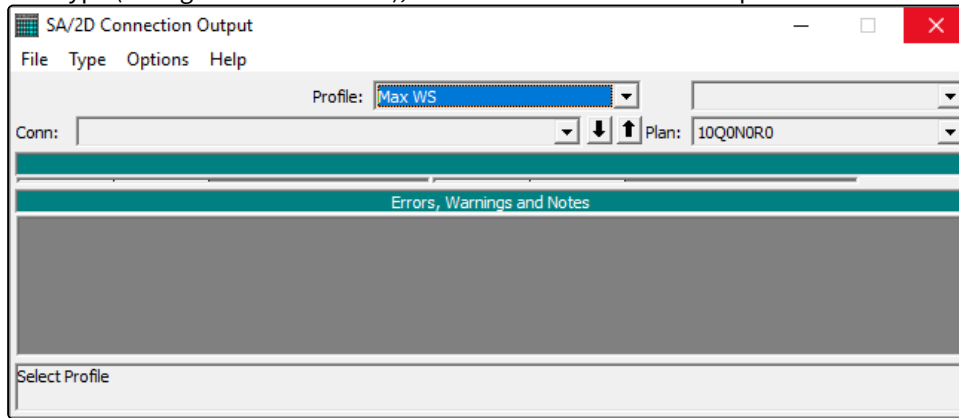 SA/2D Connection Output
File Type Options Help
Profile: Max WS
Conn: Plan: 10Q0N0R0
Errors, Warnings and Notes
Select Profile